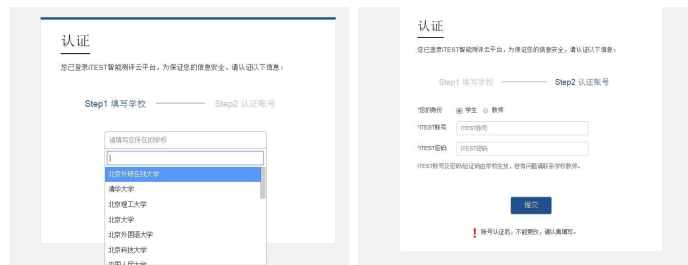 认证
您已登录iTEST智能测评云平台，为保证您的信息安全，请认证以下信息：
Step1 填写学校
Step2 认证账号
请填写您所在的学校
北京外研在线大学
清华大学
北京理工大学
北京大学
北京外国语大学
北京科技大学
中国人民大学
认证
您已登录iTEST智能测评云平台，为保证您的信息安全，请认证以下信息：
Step1 填写学校
Step2 认证账号
*您的身份 学生 教师
*iTEST账号 iTEST账号
*iTEST密码 iTEST密码
iTEST账号及密码/验证码由学校发放，若有问题请联系学校教师。
提交
! 账号认证后，不能更改，请认真填写。